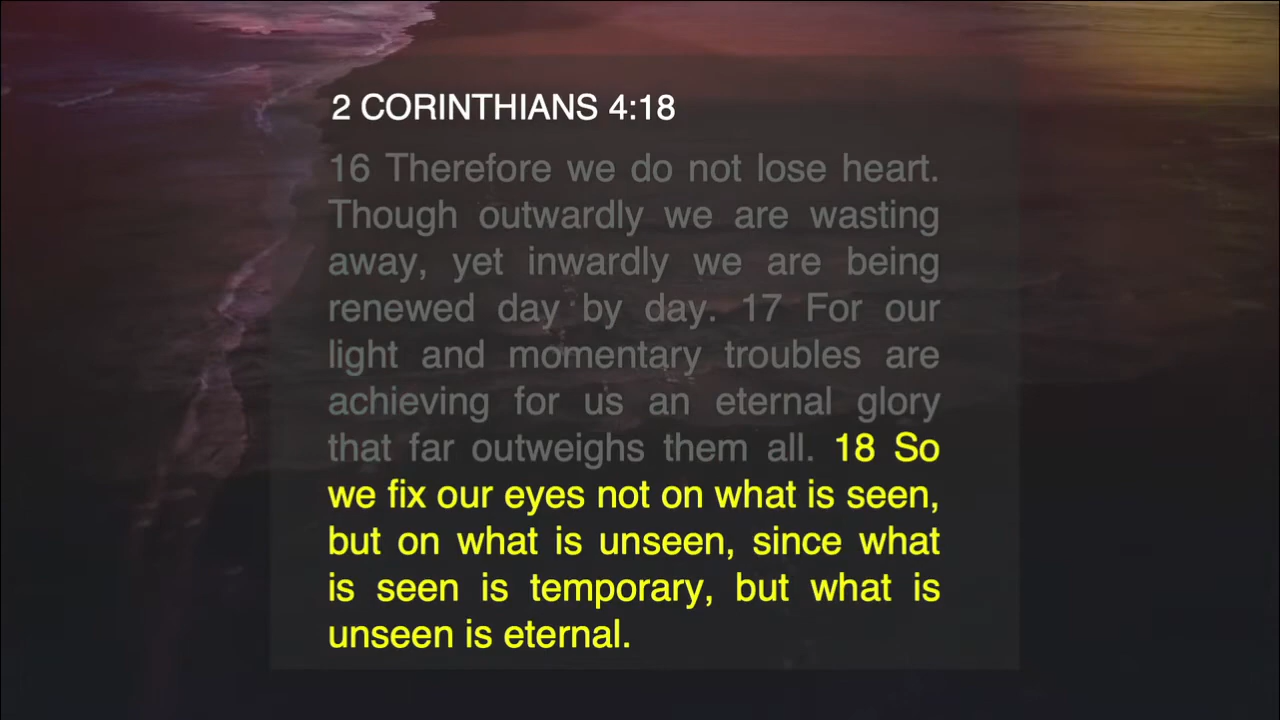 2 CORINTHIANS 4:18
16 Therefore we do not lose heart.
Though outwardly we are wasting
away, yet inwardly we are being
renewed day by day. 17 For our
light and momentary troubles are
achieving for us an eternal glory
that far outweighs them all. 18 So
we fix our eyes not on what is seen,
but on what is unseen, since what
is seen is temporary, but what is
unseen is eternal.